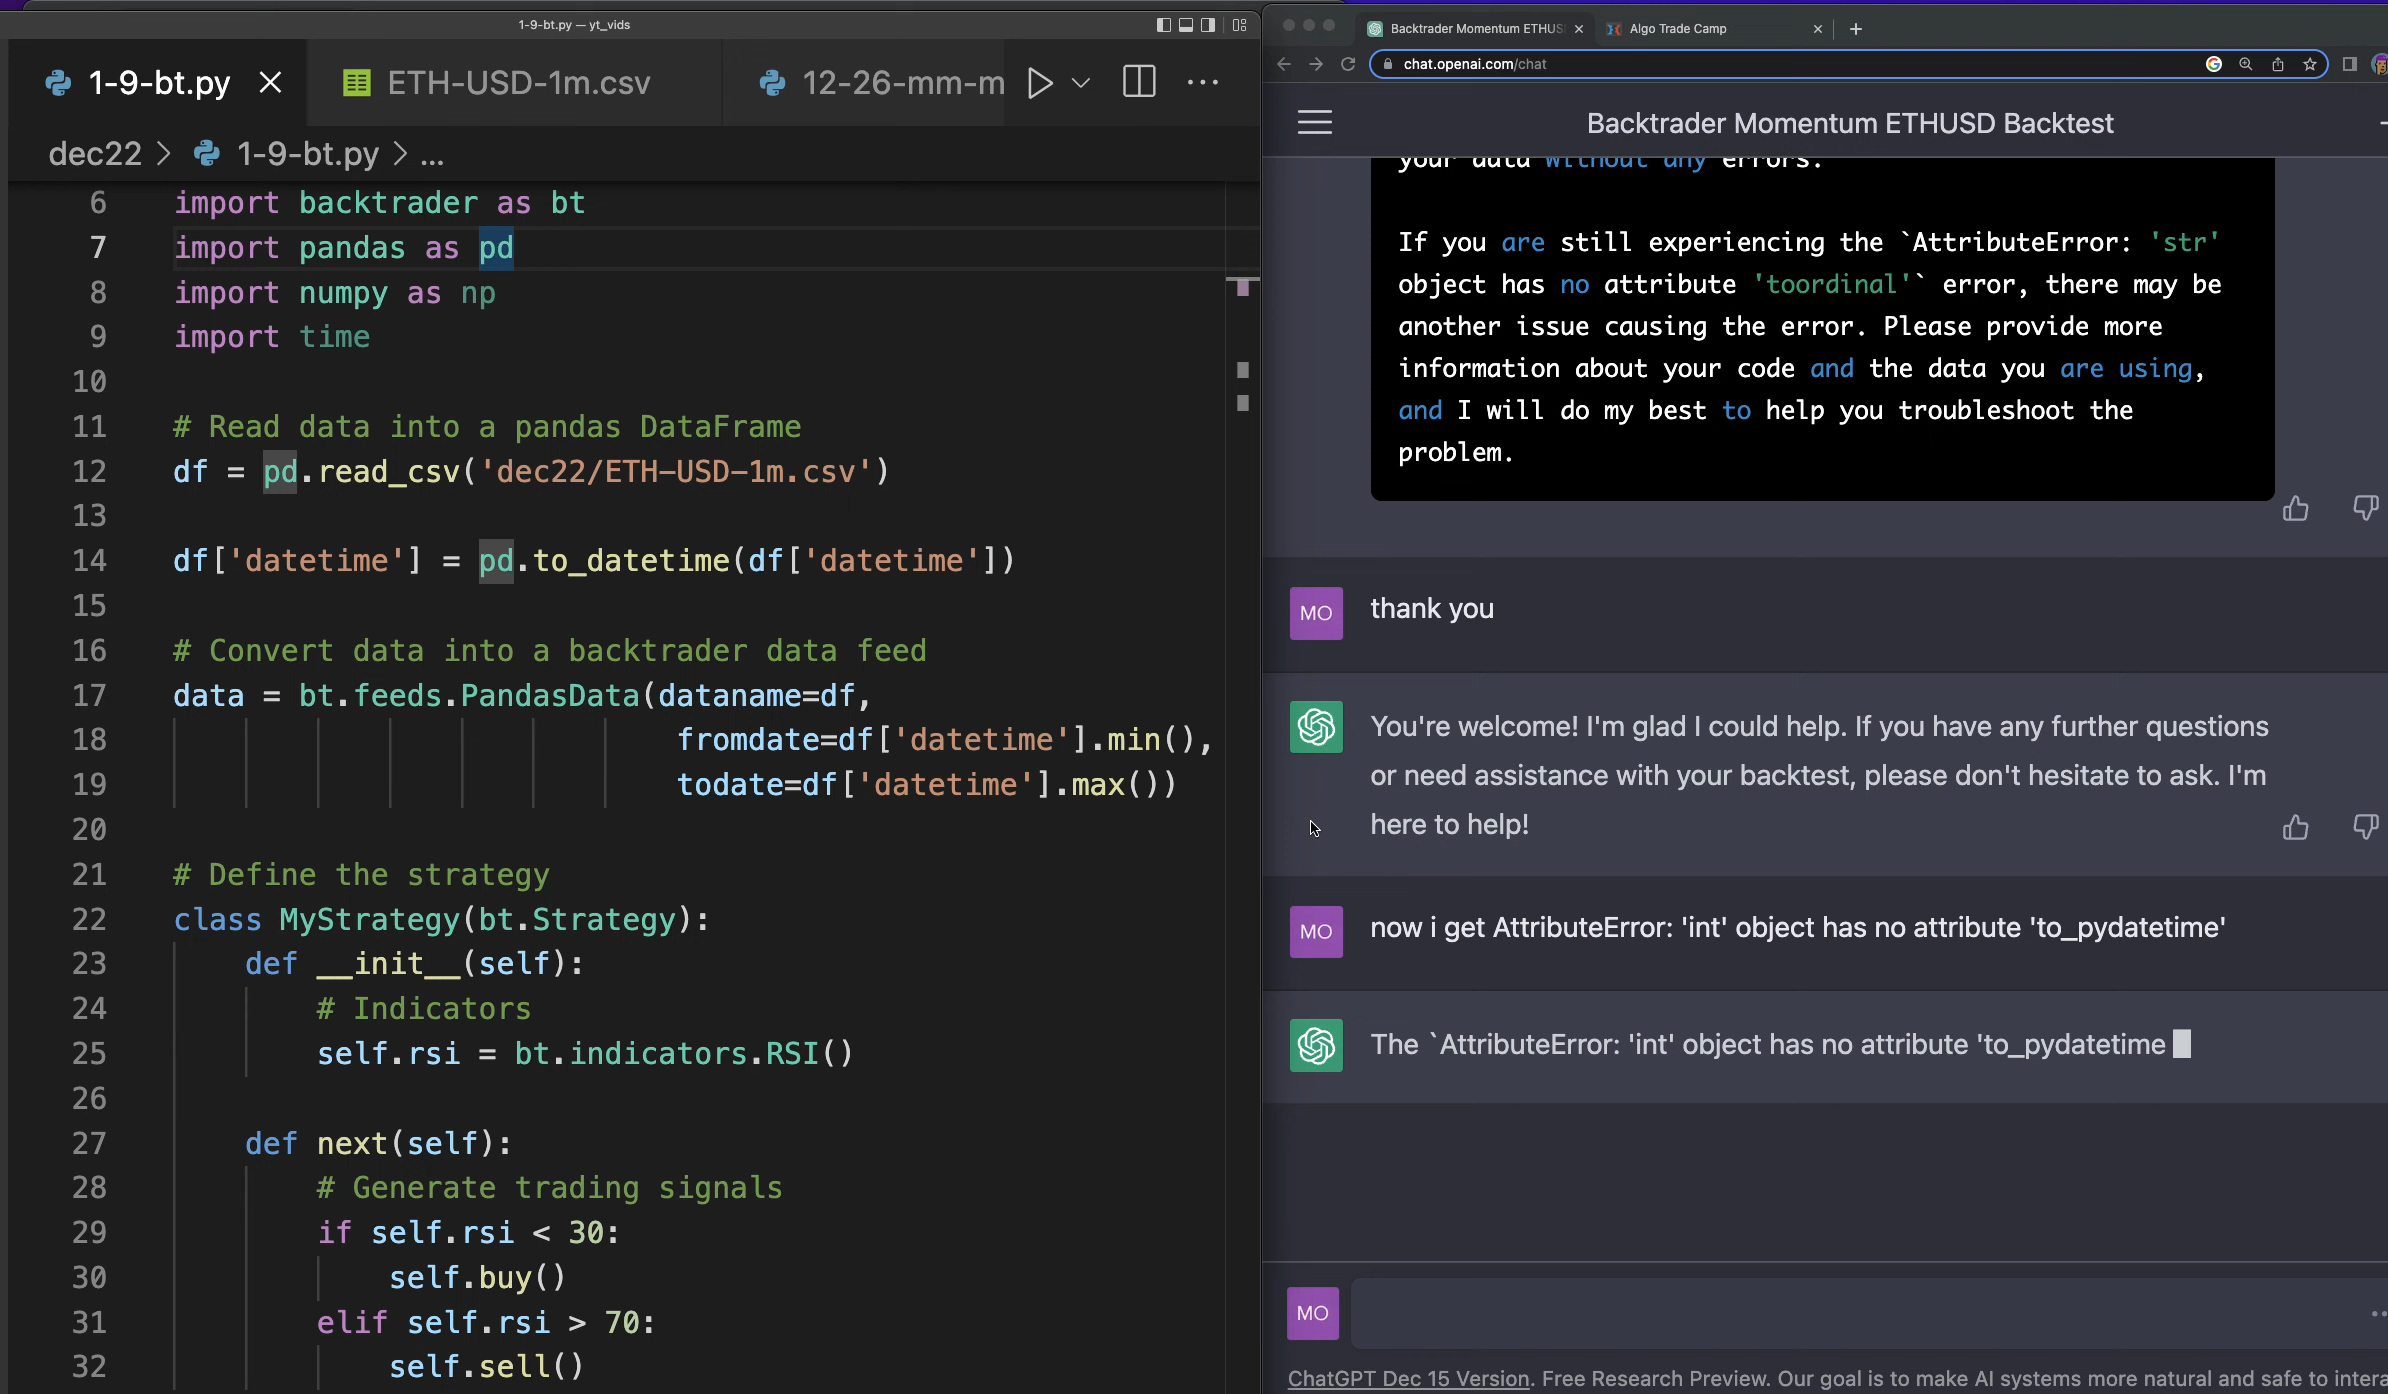 1-9-bt.py — yt_vids
1-9-bt.py
ETH-USD-1m.csv
12-26-mm-m
dec22 > 1-9-bt.py > ...
6 import backtrader as bt
7 import pandas as pd
8 import numpy as np
9 import time
10
11 # Read data into a pandas DataFrame
12 df = pd.read_csv('dec22/ETH-USD-1m.csv')
13
14 df['datetime'] = pd.to_datetime(df['datetime'])
15
16 # Convert data into a backtrader data feed
17 data = bt.feeds.PandasData(dataname=df,
18 fromdate=df['datetime'].min(),
19 todate=df['datetime'].max())
20
21 # Define the strategy
22 class MyStrategy(bt.Strategy):
23 def __init__(self):
24 # Indicators
25 self.rsi = bt.indicators.RSI()
26
27 def next(self):
28 # Generate trading signals
29 if self.rsi < 30:
30 self.buy()
31 elif self.rsi > 70:
32 self.sell()
Backtrader Momentum ETHUS
Algo Trade Camp
chat.openai.com/chat
Backtrader Momentum ETHUSD Backtest
your data without any errors.
If you are still experiencing the `AttributeError: 'str'
object has no attribute 'toordinal'` error, there may be
another issue causing the error. Please provide more
information about your code and the data you are using,
and I will do my best to help you troubleshoot the
problem.
MO
thank you
You're welcome! I'm glad I could help. If you have any further questions
or need assistance with your backtest, please don't hesitate to ask. I'm
here to help!
MO
now i get AttributeError: 'int' object has no attribute 'to_pydatetime'
The `AttributeError: 'int' object has no attribute 'to_pydatetime
MO
ChatGPT Dec 15 Version. Free Research Preview. Our goal is to make AI systems more natural and safe to intera